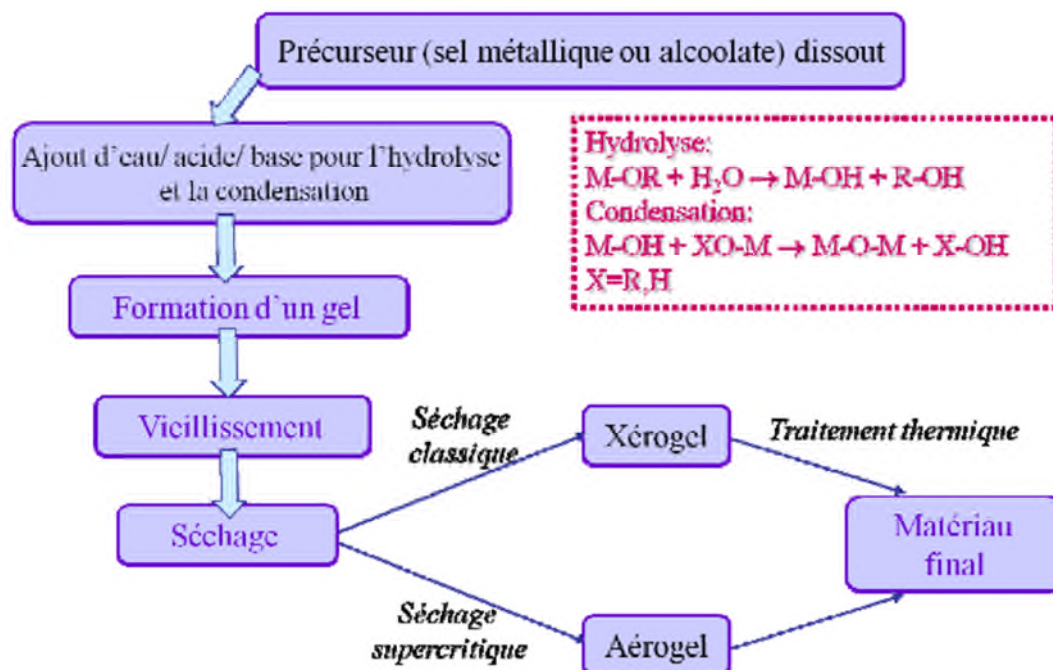 Précurseur (sel métallique ou alcoolate) dissout
Ajout d'eau/ acide/ base pour l'hydrolyse
et la condensation
Hydrolyse:
M-OR + H₂O → M-OH + R-OH
Condensation:
M-OH + XO-M → M-O-M + X-OH
X=R,H
Formation d'un gel
Vieillissement
Séchage
Séchage
classique
Xérogel
Traitement thermique
Matériau
final
Séchage
supercritique
Aérogel